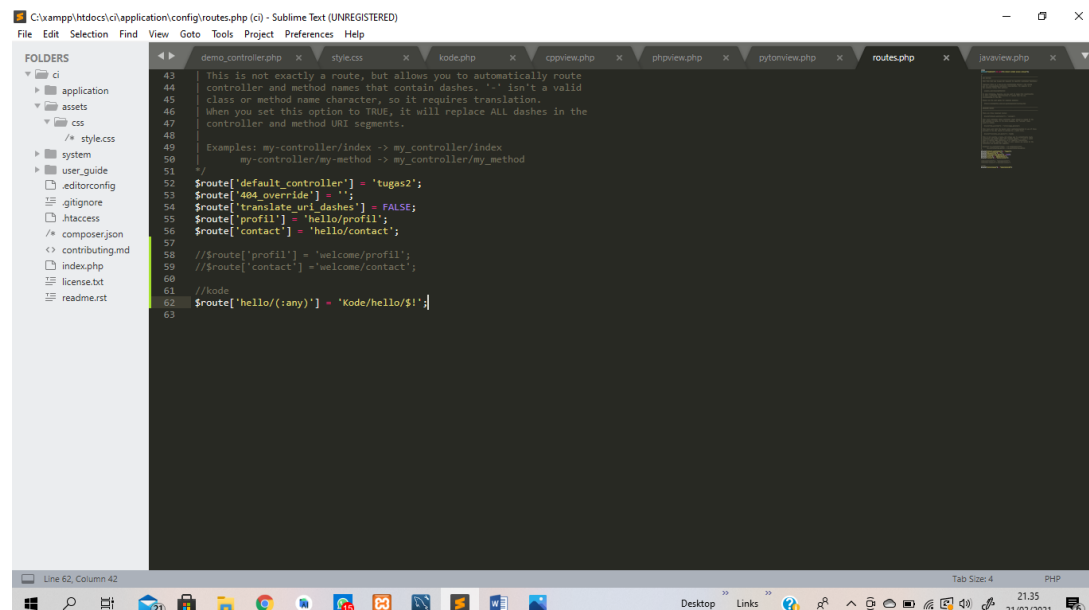 C:\xampp\htdocs\ci\application\config\routes.php (ci) - Sublime Text (UNREGISTERED)
File Edit Selection Find View Goto Tools Project Preferences Help
FOLDERS
ci
application
assets
css
/* style.css
system
user_guide
.editorconfig
.gitignore
.htaccess
/* composer.json
<> contributing.md
index.php
license.txt
readme.rst
demo_controller.php × style.css × kode.php × cppview.php × phpview.php × pytonview.php × routes.php × javaview.php ×
43 | This is not exactly a route, but allows you to automatically route
44 | controller and method names that contain dashes. '-' isn't a valid
45 | class or method name character, so it requires translation.
46 | When you set this option to TRUE, it will replace ALL dashes in the
47 | controller and method URI segments.
48 |
49 | Examples: my-controller/index -> my_controller/index
50 | my-controller/my-method -> my_controller/my_method
51 */
52 $route['default_controller'] = 'tugas2';
53 $route['404_override'] = '';
54 $route['translate_uri_dashes'] = FALSE;
55 $route['profil'] = 'hello/profil';
56 $route['contact'] = 'hello/contact';
57
58 //$route['profil'] = 'welcome/profil';
59 //$route['contact'] ='welcome/contact';
60
61 //kode
62 $route['hello/(:any)'] = 'Kode/hello/$!';
63
Line 62, Column 42
Tab Size: 4 PHP
21
15
Desktop » Links »
21.35
21/03/2021